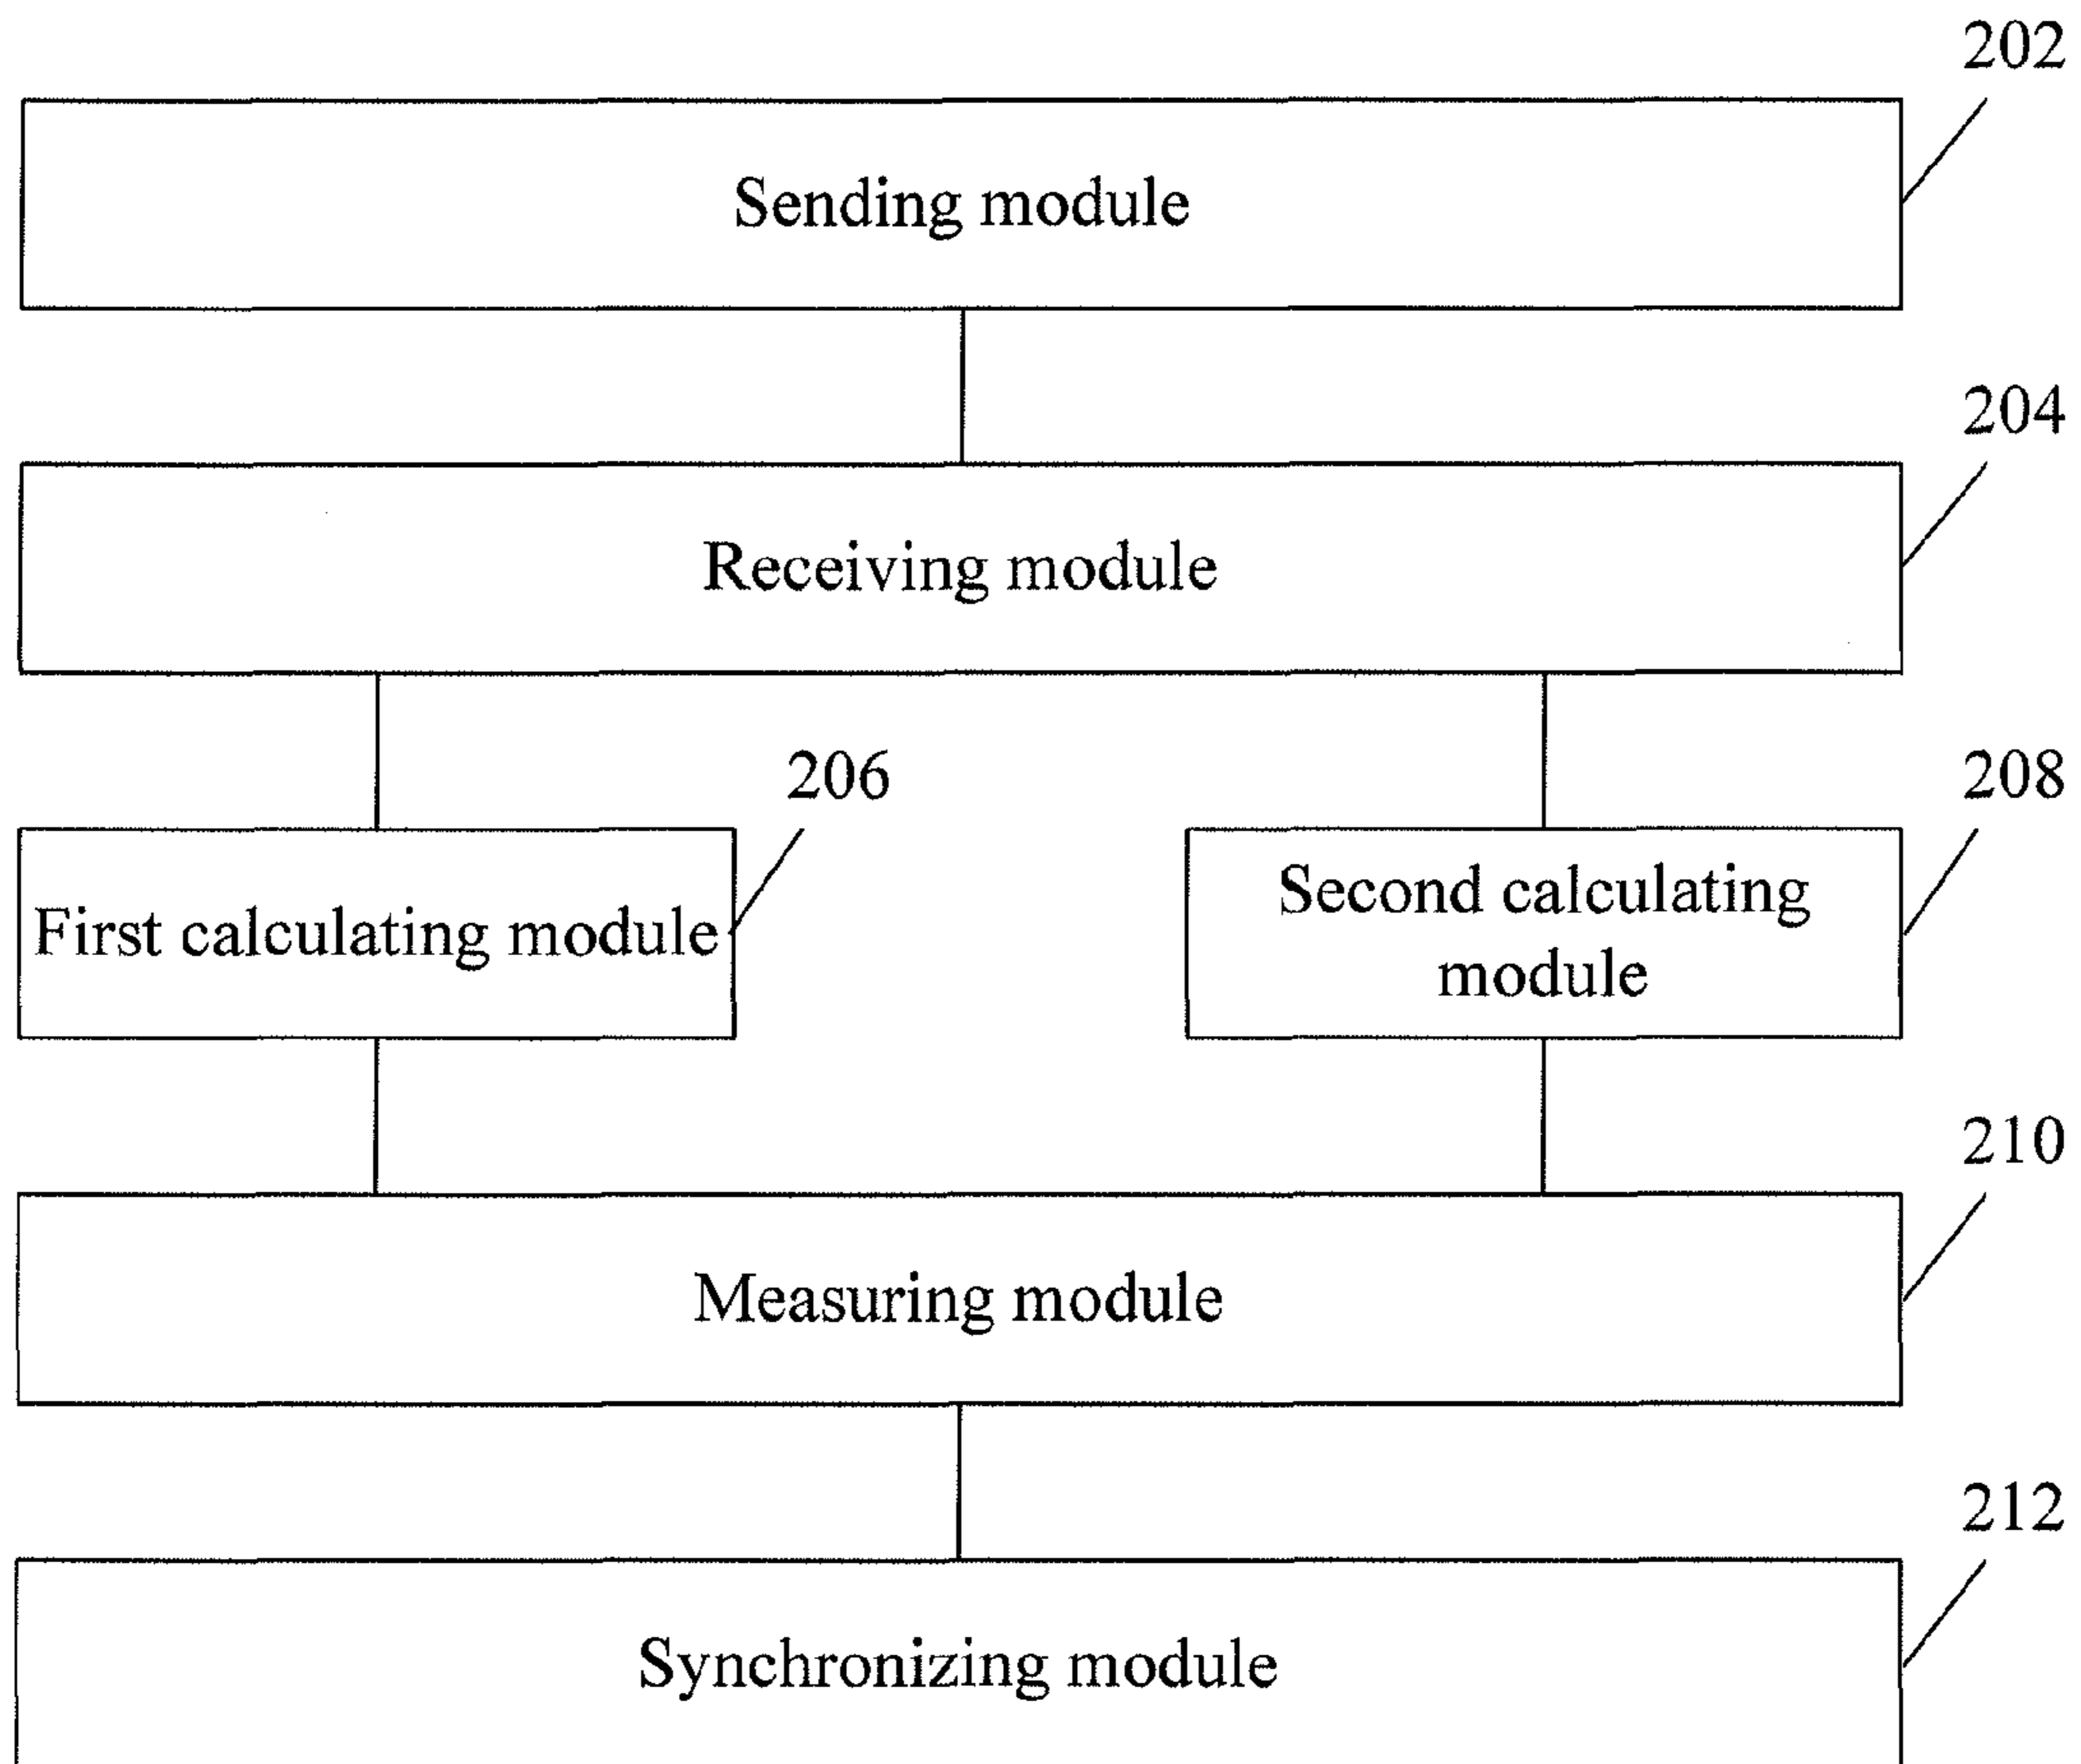 202
Sending module
204
Receiving module
206
208
First calculating module
Second calculating
module
210
Measuring module
212
Synchronizing module